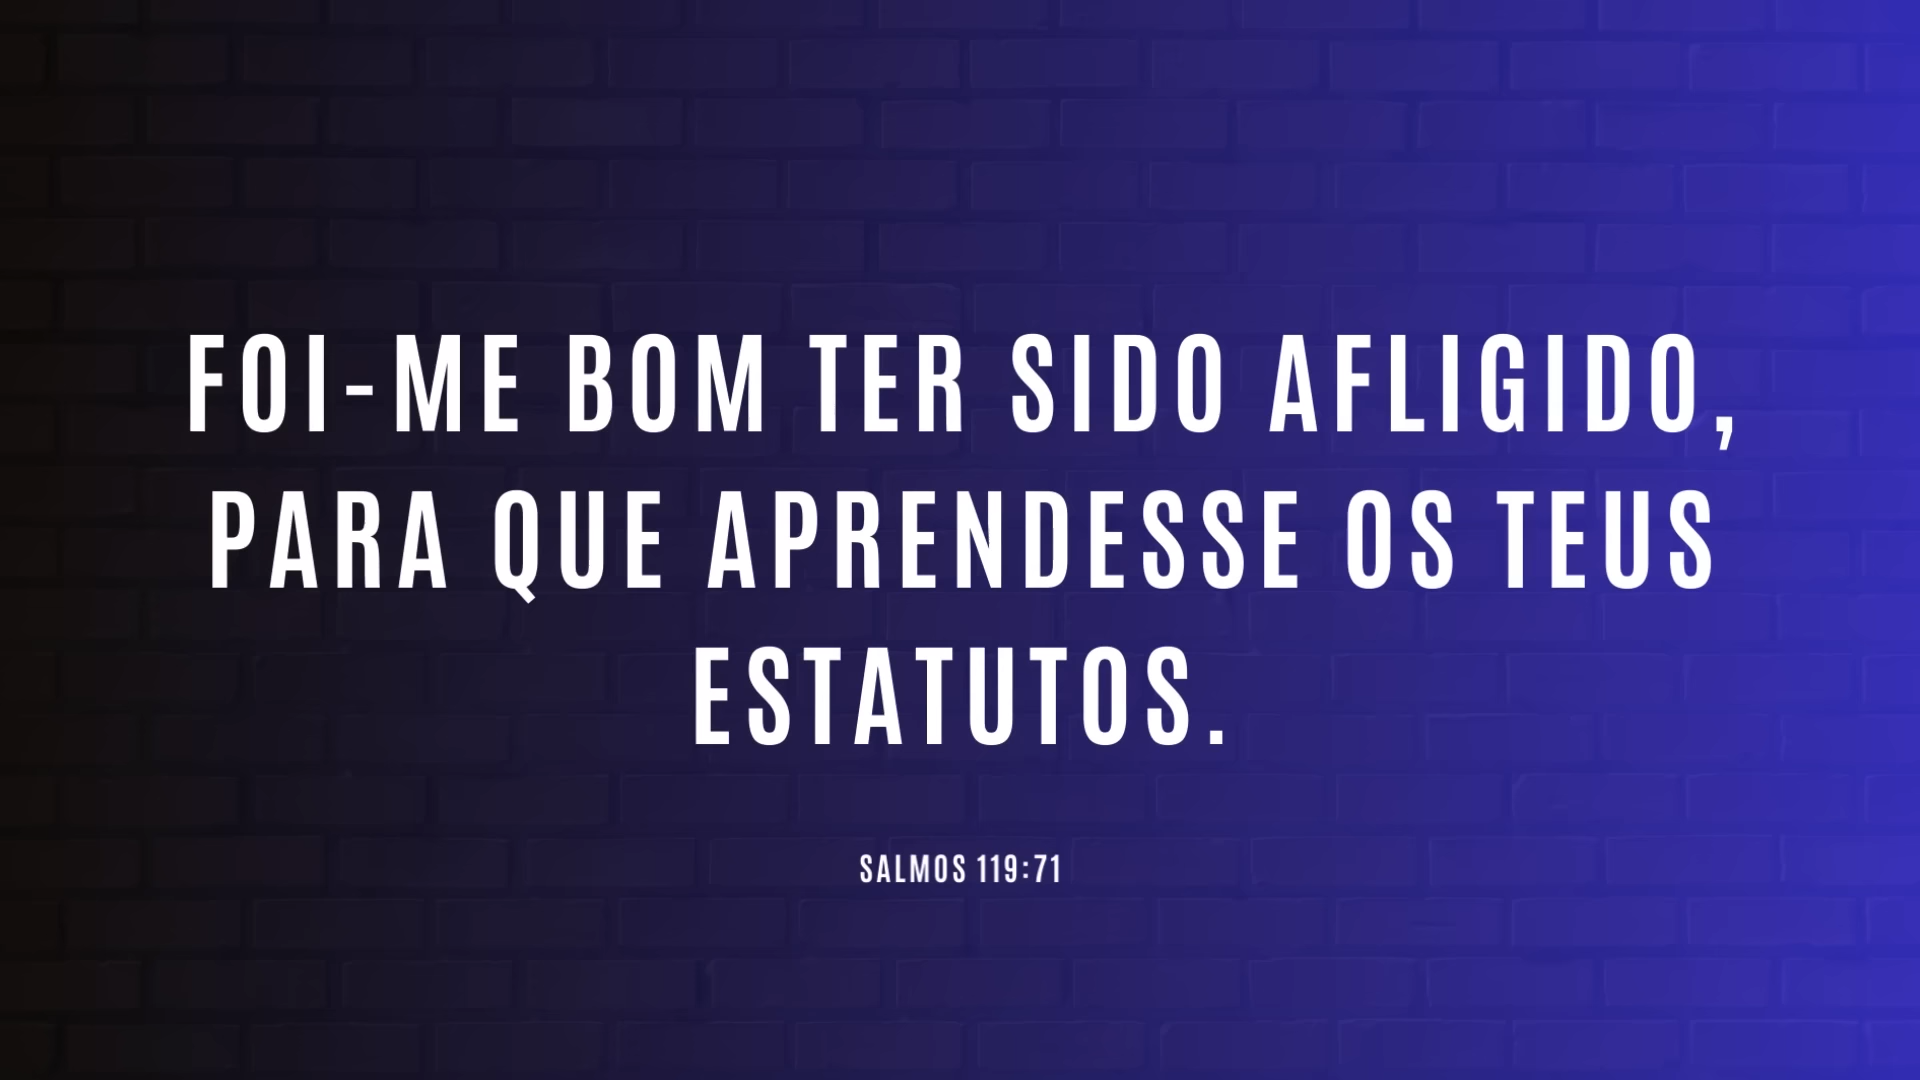 FOI-ME BOM TER SIDO AFLIGIDO,
PARA QUE APRENDESSE OS TEUS
ESTATUTOS.
SALMOS 119:71